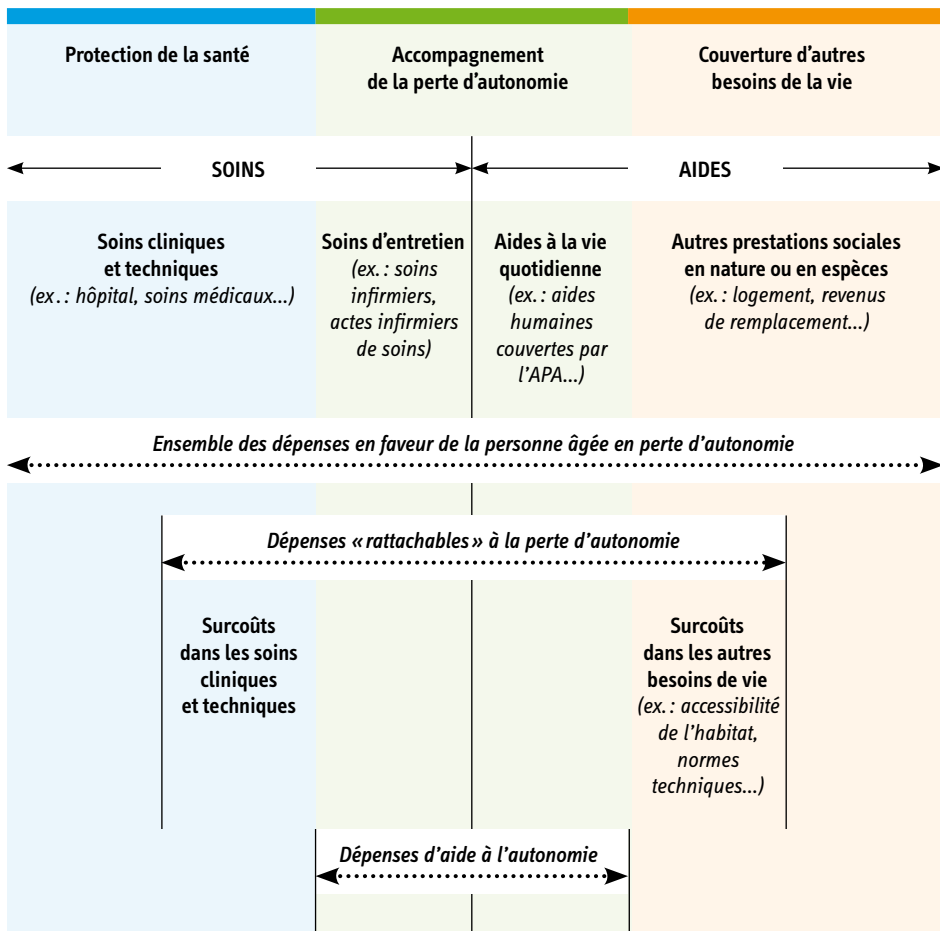 Protection de la santé
Accompagnement
de la perte d'autonomie
Couverture d'autres
besoins de la vie
SOINS
AIDES
Soins cliniques
et techniques
(ex. : hôpital, soins médicaux...)
Soins d'entretien
(ex. : soins
infirmiers,
actes infirmiers
de soins)
Aides à la vie
quotidienne
(ex. : aides
humaines
couvertes par
l'APA...)
Autres prestations sociales
en nature ou en espèces
(ex. : logement, revenus
de remplacement...)
Ensemble des dépenses en faveur de la personne âgée en perte d'autonomie
Dépenses « rattachables » à la perte d'autonomie
Surcoûts
dans les soins
cliniques
et techniques
Surcoûts
dans les autres
besoins de vie
(ex. : accessibilité
de l'habitat,
normes
techniques...)
Dépenses d'aide à l'autonomie